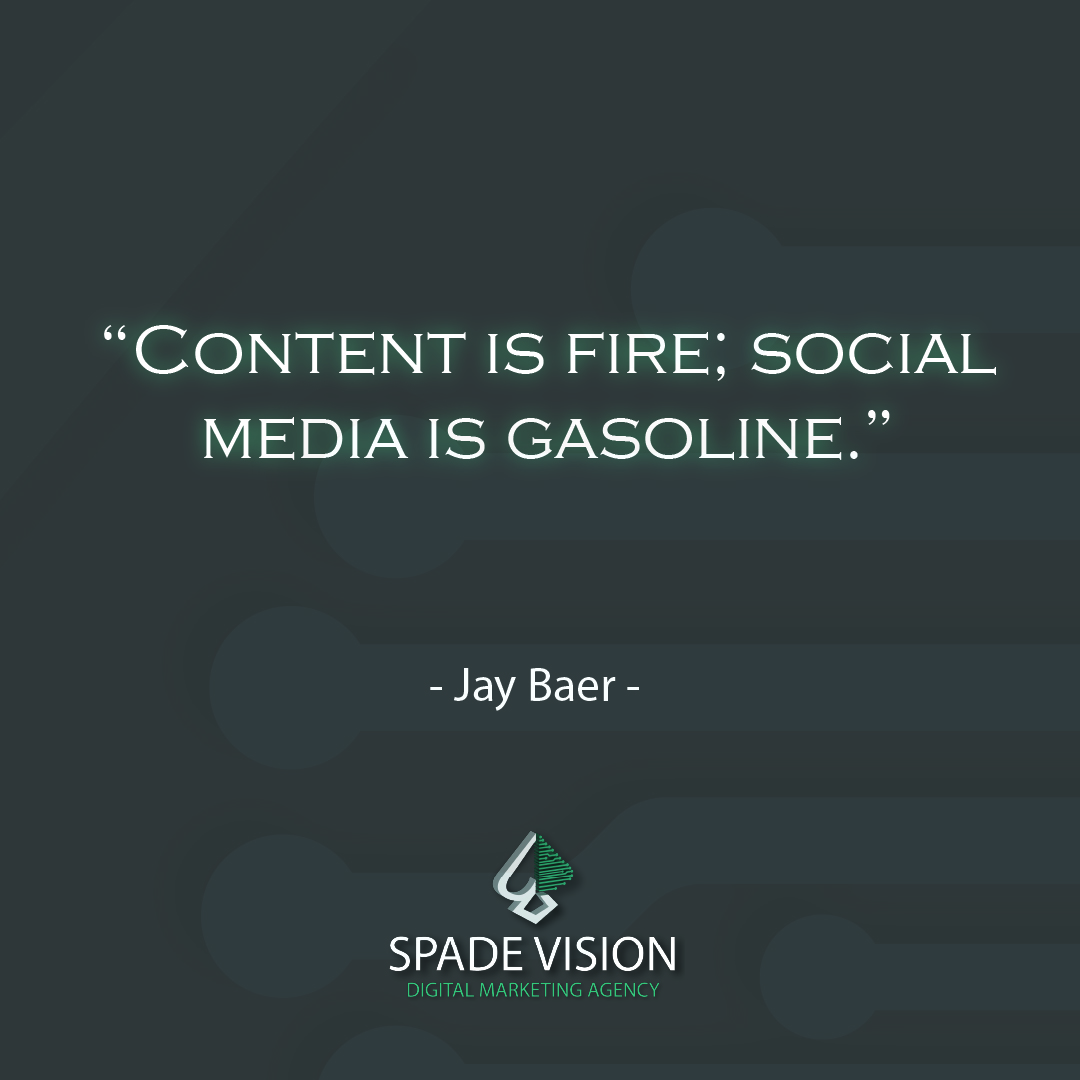 “Content is fire; social
media is gasoline.”
- Jay Baer -
SPADE VISION
DIGITAL MARKETING AGENCY